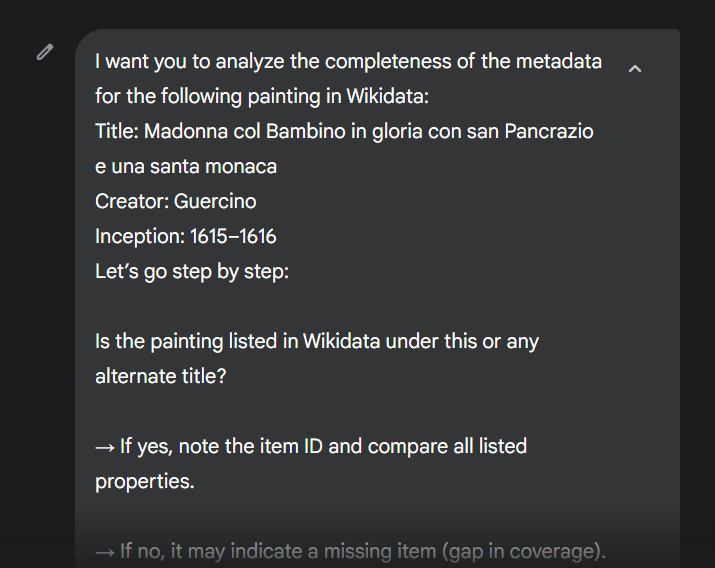 I want you to analyze the completeness of the metadata
for the following painting in Wikidata:
Title: Madonna col Bambino in gloria con san Pancrazio
e una santa monaca
Creator: Guercino
Inception: 1615–1616
Let’s go step by step:
Is the painting listed in Wikidata under this or any
alternate title?
→ If yes, note the item ID and compare all listed
properties.
→ If no, it may indicate a missing item (gap in coverage).